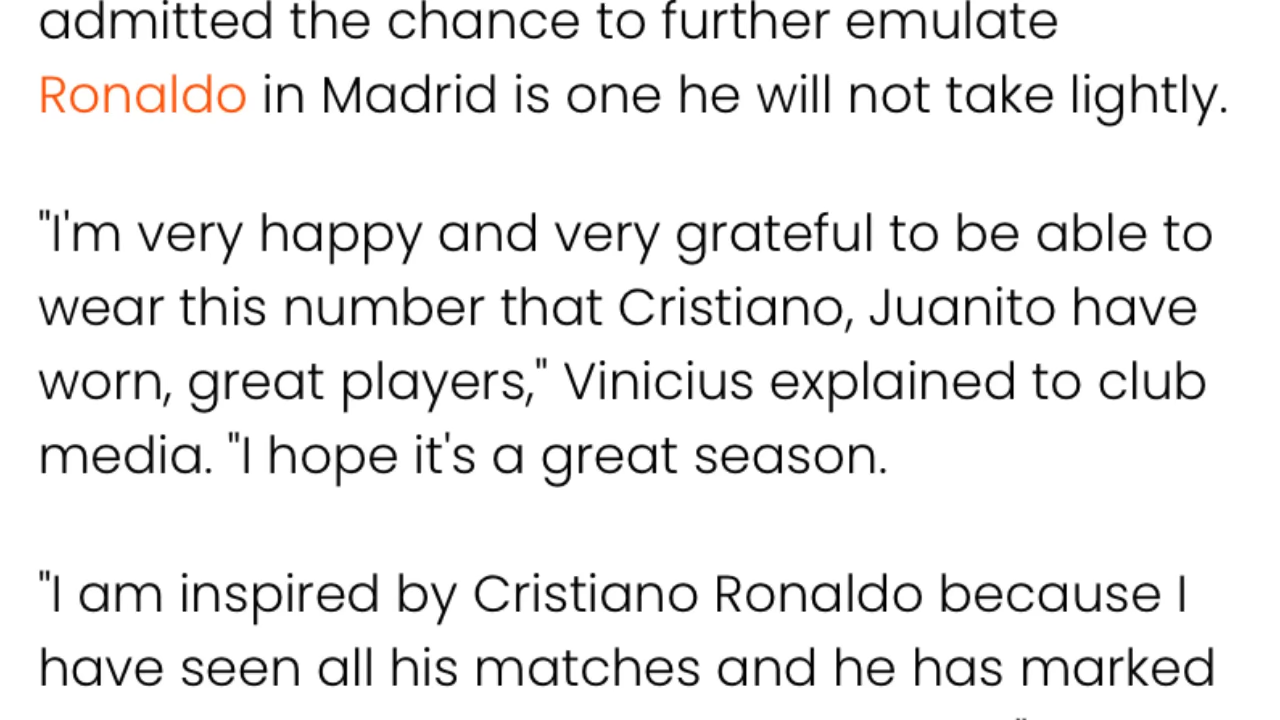 admitted the chance to further emulate
Ronaldo in Madrid is one he will not take lightly.
"I'm very happy and very grateful to be able to
wear this number that Cristiano, Juanito have
worn, great players," Vinicius explained to club
media. "I hope it's a great season.
"I am inspired by Cristiano Ronaldo because I
have seen all his matches and he has marked